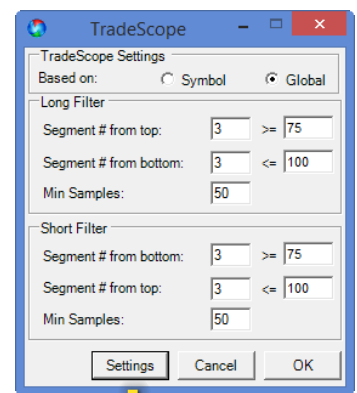 TradeScope
TradeScope Settings
Based on: Symbol Global
Long Filter
Segment # from top: 3 >= 75
Segment # from bottom: 3 <= 100
Min Samples: 50
Short Filter
Segment # from bottom: 3 >= 75
Segment # from top: 3 <= 100
Min Samples: 50
Settings Cancel OK